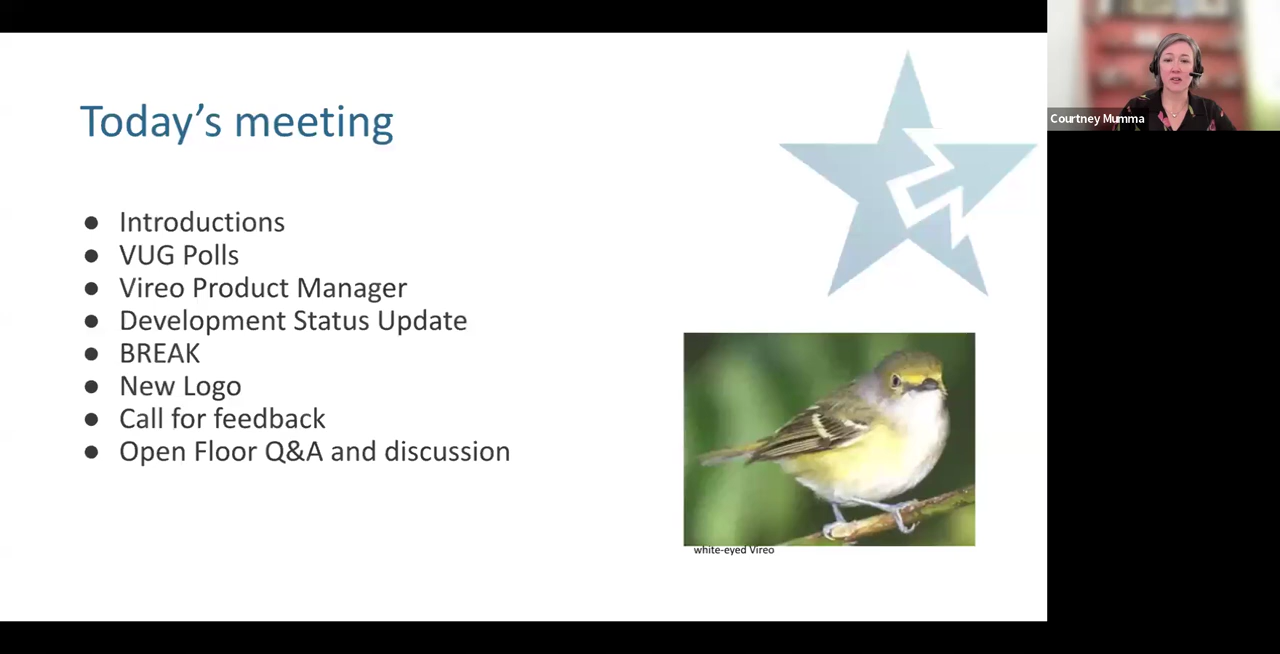 Today's meeting
● Introductions
● VUG Polls
● Vireo Product Manager
● Development Status Update
● BREAK
● New Logo
● Call for feedback
● Open Floor Q&A and discussion
white-eyed Vireo
Courtney Mumma